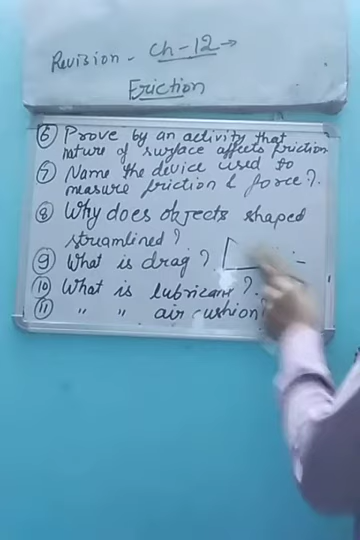 Revision - Ch-12 →
Friction
⑥ Prove by an activity that
nature of surface affects friction
⑦ Name the device used to
measure friction & force?.
⑧ Why does objects shaped
streamlined?
⑨ What is drag?
⑩ What is lubricant?
⑪ " " air cushion?